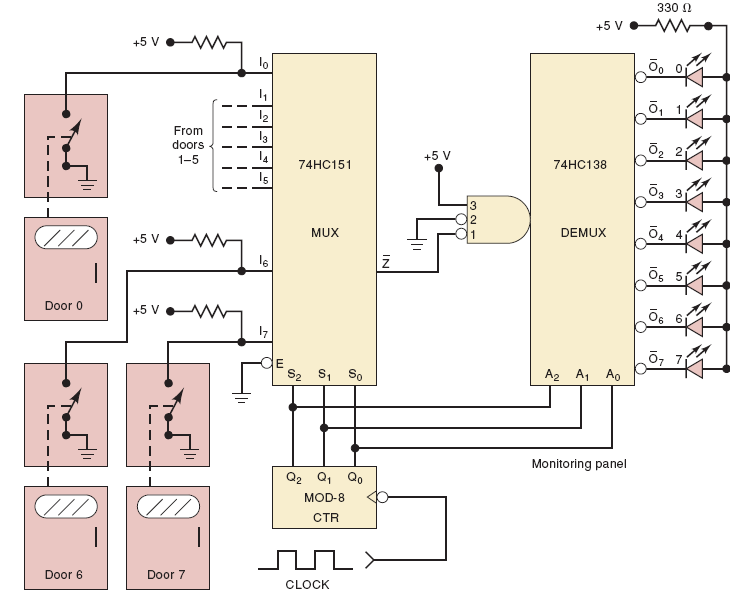 330 Ω
+5 V
+5 V
I0
I1
I2
I3
I4
I5
From
doors
1–5
74HC151
MUX
+5 V
3
2
1
74HC138
DEMUX
Ō0 0
Ō1 1
Ō2 2
Ō3 3
Ō4 4
Ō5 5
Ō6 6
Ō7 7
+5 V
I6
Z̅
Door 0
+5 V
I7
E
S2 S1 S0
A2 A1 A0
Monitoring panel
Q2 Q1 Q0
MOD-8
CTR
Door 6
Door 7
CLOCK